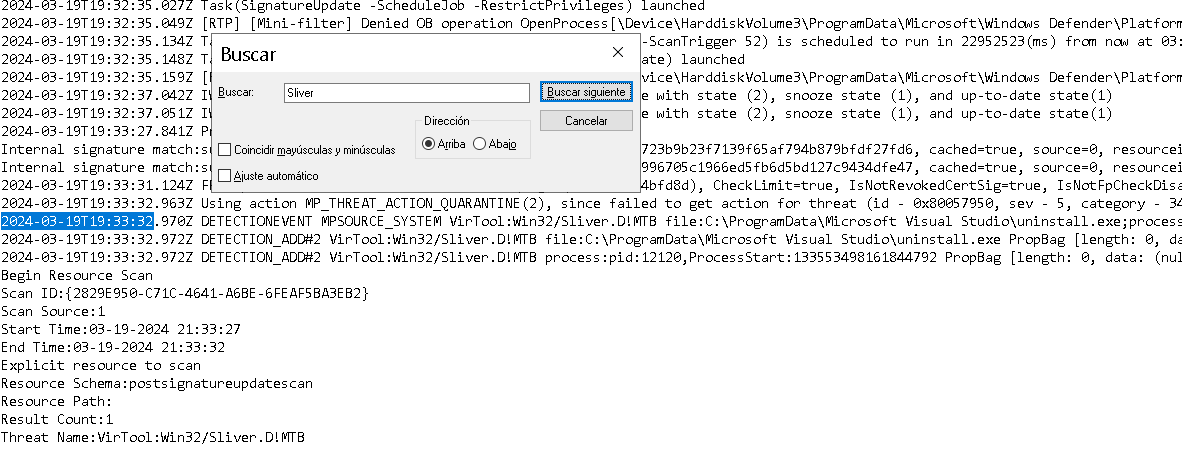 2024-03-19T19:32:35.027Z Task(SignatureUpdate -ScheduleJob -RestrictPrivileges) launched
2024-03-19T19:32:35.049Z [RTP] [Mini-filter] Denied OB operation OpenProcess[\Device\HarddiskVolume3\ProgramData\Microsoft\Windows Defender\Platform
2024-03-19T19:32:35.134Z -ScanTrigger 52) is scheduled to run in 22952523(ms) from now at 03:
2024-03-19T19:32:35.148Z launched
2024-03-19T19:32:35.159Z \HarddiskVolume3\ProgramData\Microsoft\Windows Defender\Platform
2024-03-19T19:32:37.042Z with state (2), snooze state (1), and up-to-date state(1)
2024-03-19T19:32:37.051Z with state (2), snooze state (1), and up-to-date state(1)
2024-03-19T19:33:27.841Z
Buscar
Buscar:
Sliver
Buscar siguiente
Cancelar
Dirección
Arriba
Abajo
Coincidir mayúsculas y minúsculas
Ajuste automático
Internal signature 723b9b23f7139f65af794b879bfdf27fd6, cached=true, source=0, resourcei
Internal signature 996705c1966ed5fb6d5bd127c9434dfe47, cached=true, source=0, resourcei
2024-03-19T19:33:31.124Z CheckLimit=true, IsNotRevokedCertSig=true, IsNotFpCheckDisa
2024-03-19T19:33:32.963Z Using action MP_THREAT_ACTION_QUARANTINE(2), since failed to get action for threat (id - 0x80057950, sev - 5, category - 34
2024-03-19T19:33:32.970Z DETECTIONEVENT MPSOURCE_SYSTEM VirTool:Win32/Sliver.D!MTB file:C:\ProgramData\Microsoft Visual Studio\uninstall.exe;process
2024-03-19T19:33:32.972Z DETECTION_ADD#2 VirTool:Win32/Sliver.D!MTB file:C:\ProgramData\Microsoft Visual Studio\uninstall.exe PropBag [length: 0, da
2024-03-19T19:33:32.972Z DETECTION_ADD#2 VirTool:Win32/Sliver.D!MTB process:pid:12120,ProcessStart:133553498161844792 PropBag [length: 0, data: (nul
Begin Resource Scan
Scan ID:{2829E950-C71C-4641-A6BE-6FEAF5BA3EB2}
Scan Source:1
Start Time:03-19-2024 21:33:27
End Time:03-19-2024 21:33:32
Explicit resource to scan
Resource Schema:postsignatureupdatescan
Resource Path:
Result Count:1
Threat Name:VirTool:Win32/Sliver.D!MTB